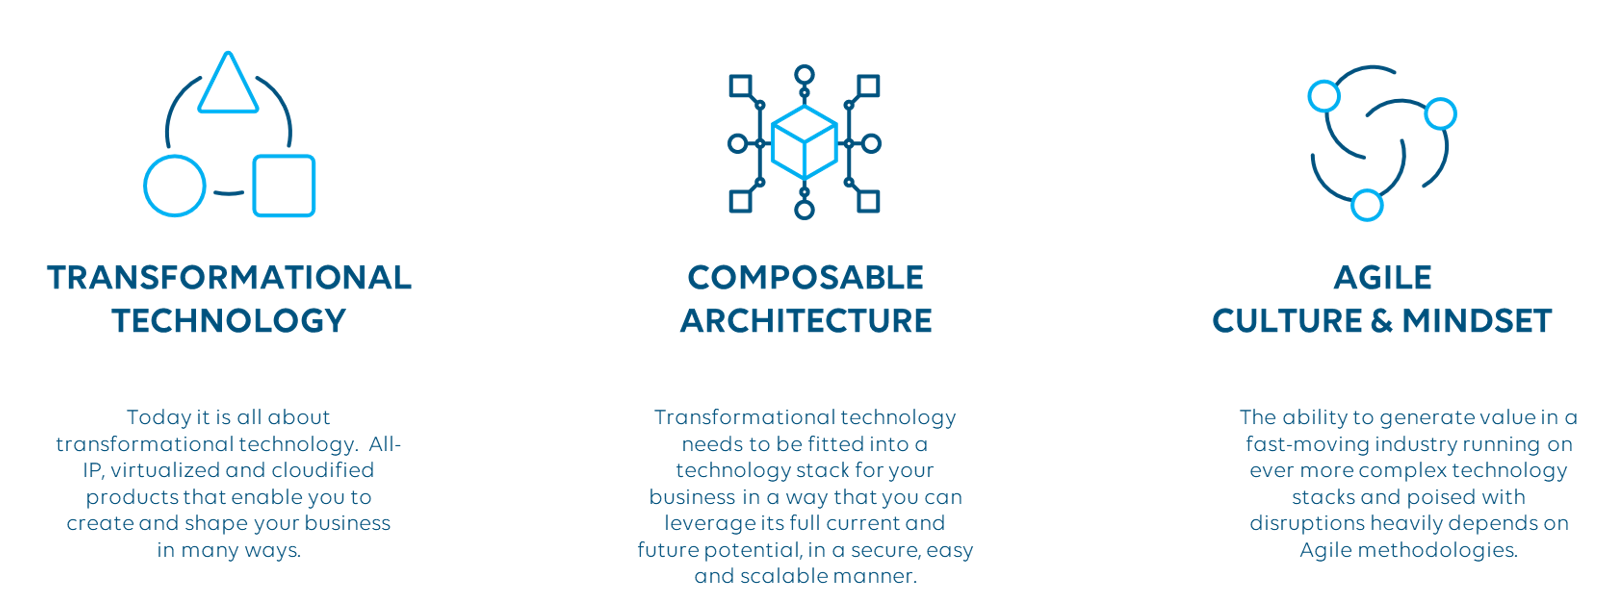 TRANSFORMATIONAL
TECHNOLOGY
Today it is all about
transformational technology. All-
IP, virtualized and cloudified
products that enable you to
create and shape your business
in many ways.
COMPOSABLE
ARCHITECTURE
Transformational technology
needs to be fitted into a
technology stack for your
business in a way that you can
leverage its full current and
future potential, in a secure, easy
and scalable manner.
AGILE
CULTURE & MINDSET
The ability to generate value in a
fast-moving industry running on
ever more complex technology
stacks and poised with
disruptions heavily depends on
Agile methodologies.